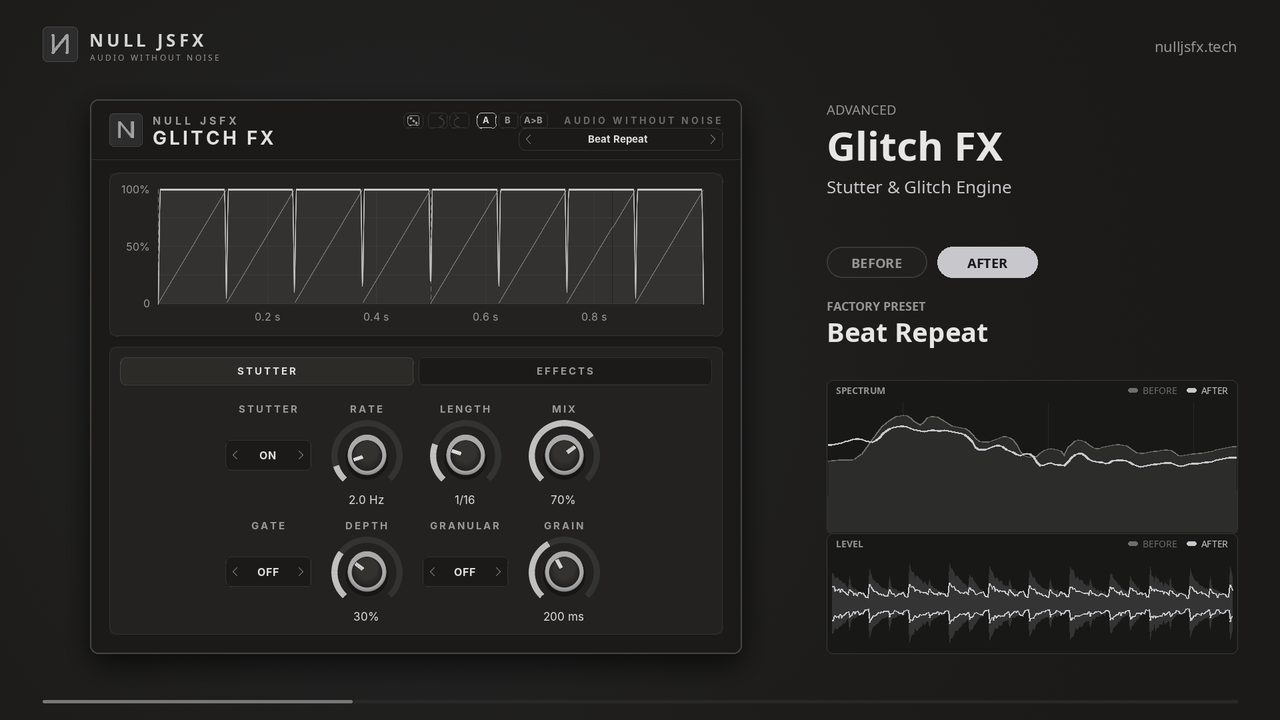 NULL JSFX
AUDIO WITHOUT NOISE
nulljsfx.tech
N
NULL JSFX
GLITCH FX
A B A>B
AUDIO WITHOUT NOISE
Beat Repeat
100%
50%
0
0.2 s 0.4 s 0.6 s 0.8 s
STUTTER EFFECTS
STUTTER RATE LENGTH MIX
ON
2.0 Hz 1/16 70%
GATE DEPTH GRANULAR GRAIN
OFF OFF
30% 200 ms
ADVANCED
Glitch FX
Stutter & Glitch Engine
BEFORE AFTER
FACTORY PRESET
Beat Repeat
SPECTRUM BEFORE AFTER
LEVEL BEFORE AFTER